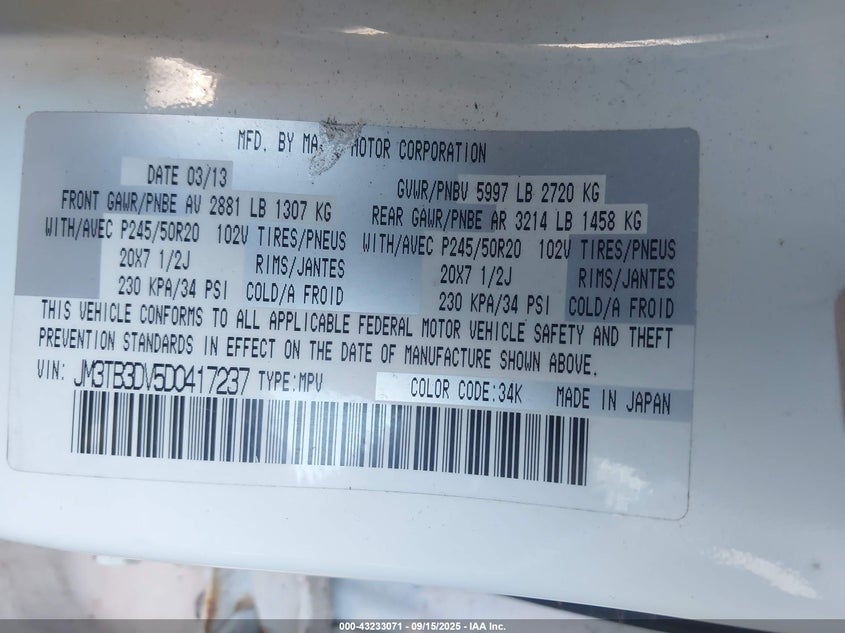 MFD. BY MA MOTOR CORPORATION
DATE 03/13 GVWR/PNBV 5997 LB 2720 KG
FRONT GAWR/PNBE AV 2881 LB 1307 KG REAR GAWR/PNBE AR 3214 LB 1458 KG
WITH/AVEC P245/50R20 102V TIRES/PNEUS WITH/AVEC P245/50R20 102V TIRES/PNEUS
20X7 1/2J RIMS/JANTES 20X7 1/2J RIMS/JANTES
230 KPA/34 PSI COLD/A FROID 230 KPA/34 PSI COLD/A FROID
THIS VEHICLE CONFORMS TO ALL APPLICABLE FEDERAL MOTOR VEHICLE SAFETY AND THEFT
PREVENTION STANDARDS IN EFFECT ON THE DATE OF MANUFACTURE SHOWN ABOVE.
VIN: JM3TB3DV5D0417237 TYPE:MPV COLOR CODE:34K MADE IN JAPAN
000-43233071 - 09/15/2025 - IAA Inc.